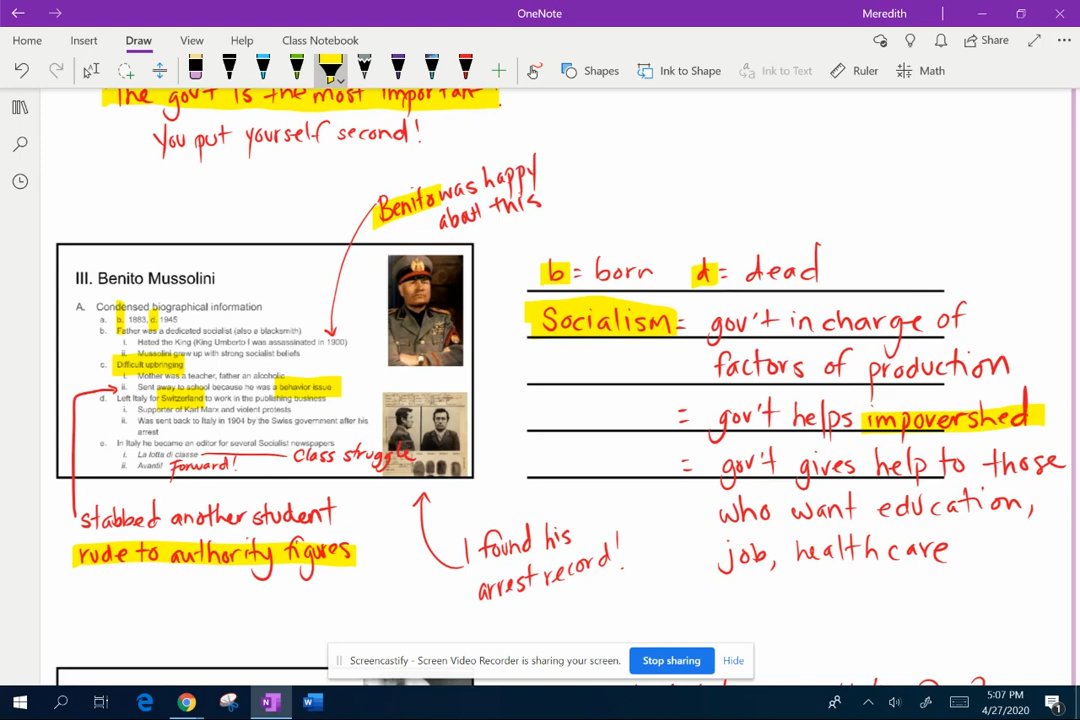 OneNote
Meredith
Home Insert Draw View Help Class Notebook
Share
Shapes Ink to Shape Ink to Text Ruler Math
The gov't is the most important!
You put yourself second!
Benito was happy
about this
III. Benito Mussolini
A. Condensed biographical information
a. b. 1883, d. 1945
b. Father was a dedicated socialist (also a blacksmith)
i. Hated the King (King Umberto I was assassinated in 1900)
ii. Mussolini grew up with strong socialist beliefs
c. Difficult upbringing
i. Mother was a teacher, father an alcoholic
ii. Sent away to school because he was a behavior issue
d. Left Italy for Switzerland to work in the publishing business
i. Supporter of Karl Marx and violent protests
ii. Was sent back to Italy in 1904 by the Swiss government after his
arrest
e. In Italy he became an editor for several Socialist newspapers
i. La lotta di classe
class struggle
ii. Avanti!
Forward!
b = born d = dead
Socialism = gov't in charge of
factors of production
= gov't helps impovershed
= gov't gives help to those
who want education,
job, healthcare
stabbed another student
rude to authority figures
I found his
arrest record!
Screencastify - Screen Video Recorder is sharing your screen. Stop sharing Hide
5:07 PM
4/27/2020